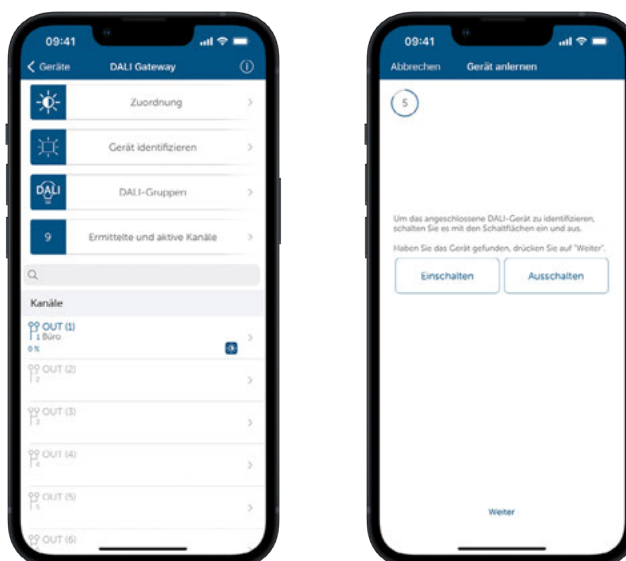 09:41
Geräte
DALI Gateway
Zuordnung
Gerät identifizieren
DALI
DALI-Gruppen
9
Ermittelte und aktive Kanäle
Kanäle
OUT (1)
1 Büro
0 %
OUT (2)
2
OUT (3)
3
OUT (4)
4
OUT (5)
5
OUT (6)
09:41
Abbrechen
Gerät anlernen
5
Um das angeschlossene DALI-Gerät zu identifizieren,
schalten Sie es mit den Schaltflächen ein und aus.
Haben Sie das Gerät gefunden, drücken Sie auf "Weiter".
Einschalten
Ausschalten
Weiter